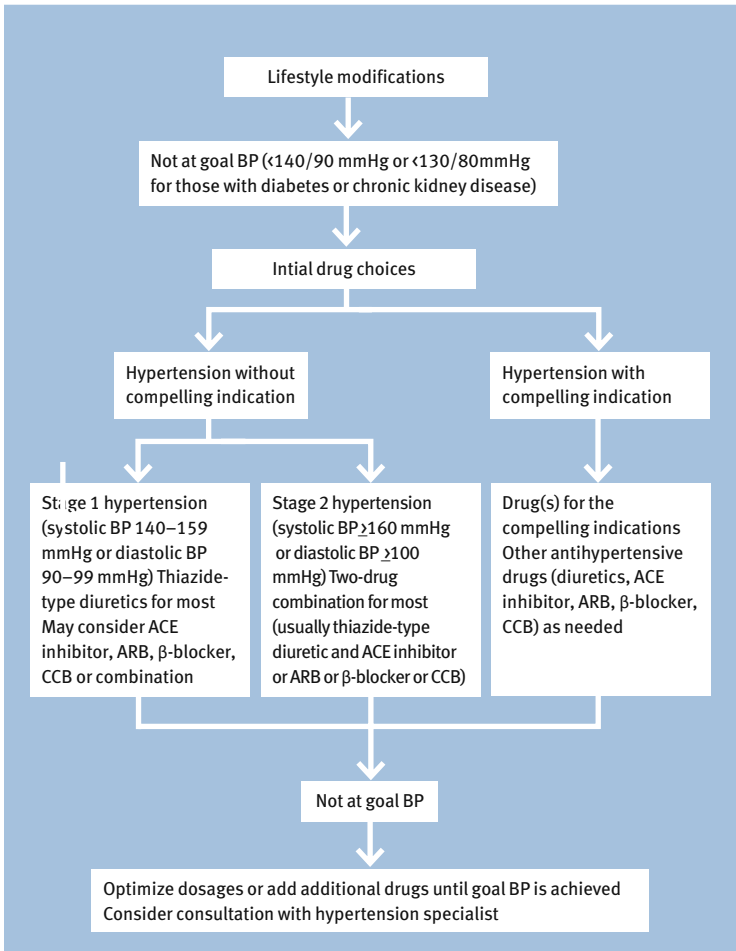 Lifestyle modifications
Not at goal BP (<140/90 mmHg or <130/80mmHg
for those with diabetes or chronic kidney disease)
Intial drug choices
Hypertension without
compelling indication
Hypertension with
compelling indication
Stage 1 hypertension
(systolic BP 140–159
mmHg or diastolic BP
90–99 mmHg) Thiazide-
type diuretics for most
May consider ACE
inhibitor, ARB, β-blocker,
CCB or combination
Stage 2 hypertension
(systolic BP ≥160 mmHg
or diastolic BP ≥100
mmHg) Two-drug
combination for most
(usually thiazide-type
diuretic and ACE inhibitor
or ARB or β-blocker or CCB)
Drug(s) for the
compelling indications
Other antihypertensive
drugs (diuretics, ACE
inhibitor, ARB, β-blocker,
CCB) as needed
Not at goal BP
Optimize dosages or add additional drugs until goal BP is achieved
Consider consultation with hypertension specialist